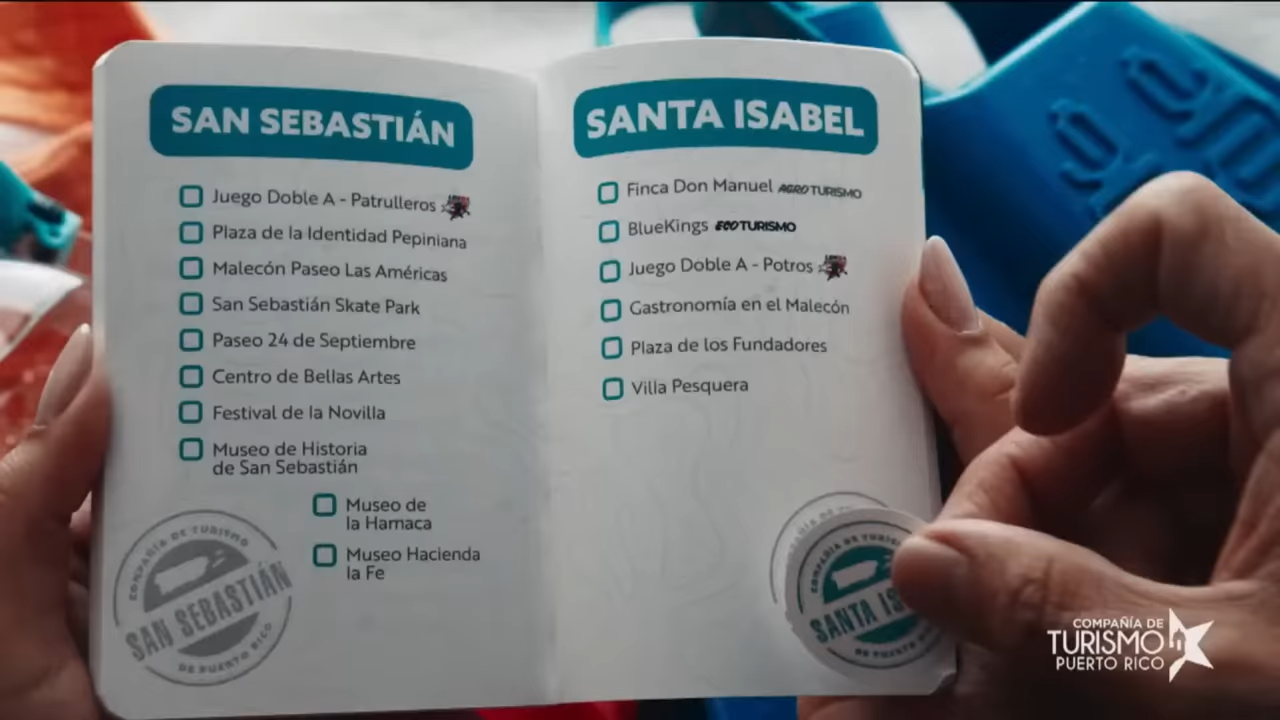 SAN SEBASTIÁN
Juego Doble A - Patrulleros
Plaza de la Identidad Pepiniana
Malecón Paseo Las Américas
San Sebastián Skate Park
Paseo 24 de Septiembre
Centro de Bellas Artes
Festival de la Novilla
Museo de Historia
de San Sebastián
Museo de
la Hamaca
Museo Hacienda
la Fe
COMPAÑÍA DE TURISMO
SAN SEBASTIÁN
DE PUERTO RICO
SANTA ISABEL
Finca Don Manuel AGROTURISMO
BlueKings ECOTURISMO
Juego Doble A - Potros
Gastronomía en el Malecón
Plaza de los Fundadores
Villa Pesquera
COMPAÑÍA DE
SANTA
DE PUERTO RICO
COMPAÑÍA DE
TURISMO
PUERTO RICO